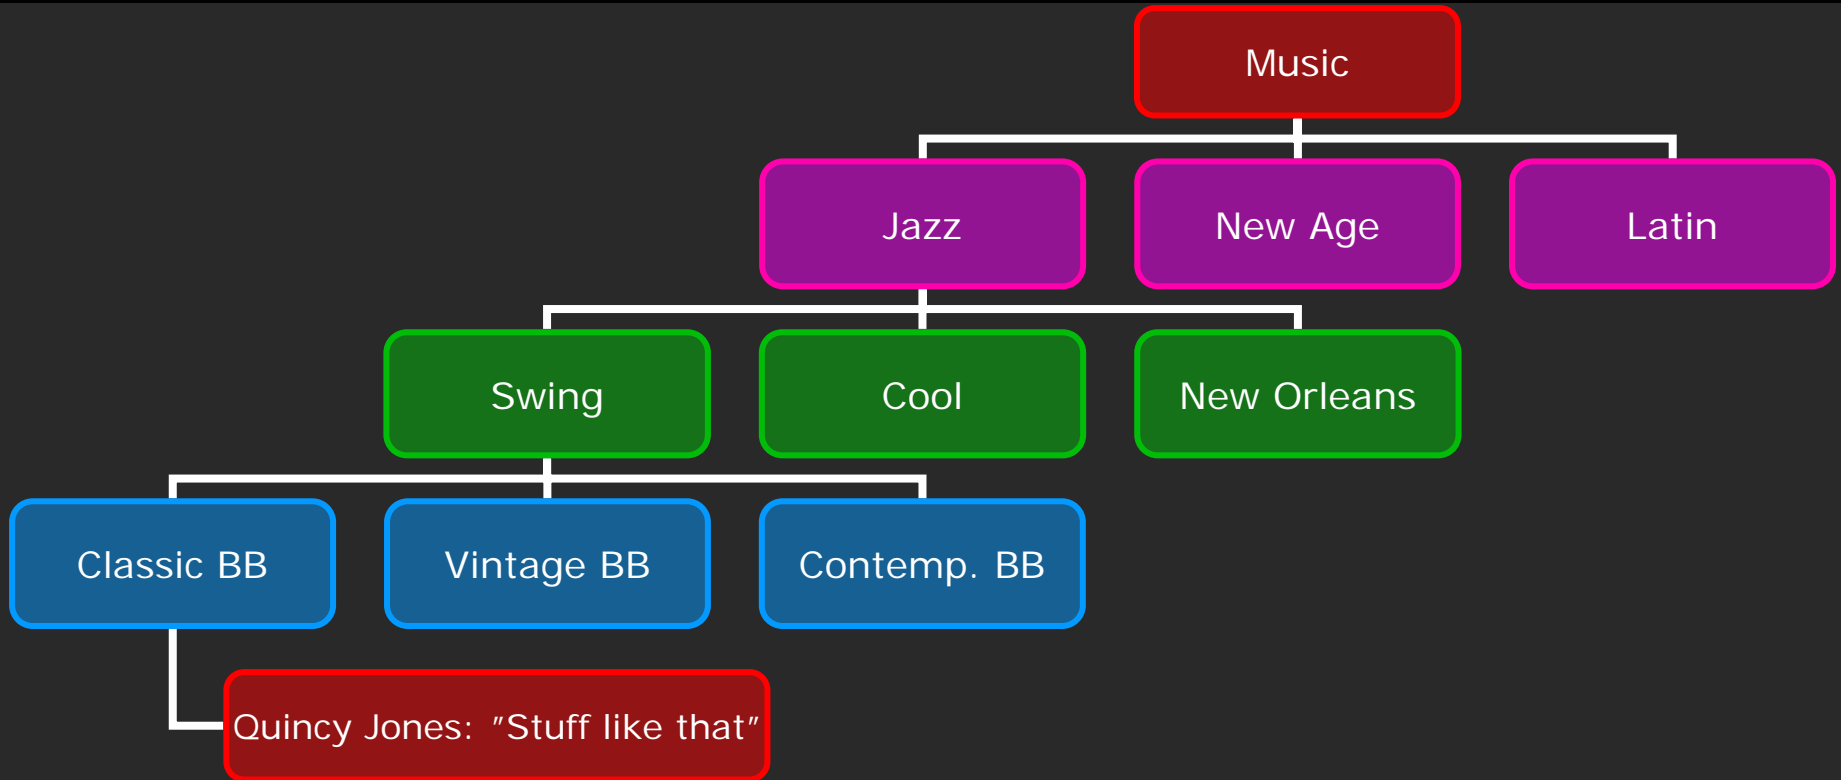 Music
Jazz
New Age
Latin
Swing
Cool
New Orleans
Classic BB
Vintage BB
Contemp. BB
Quincy Jones: "Stuff like that"